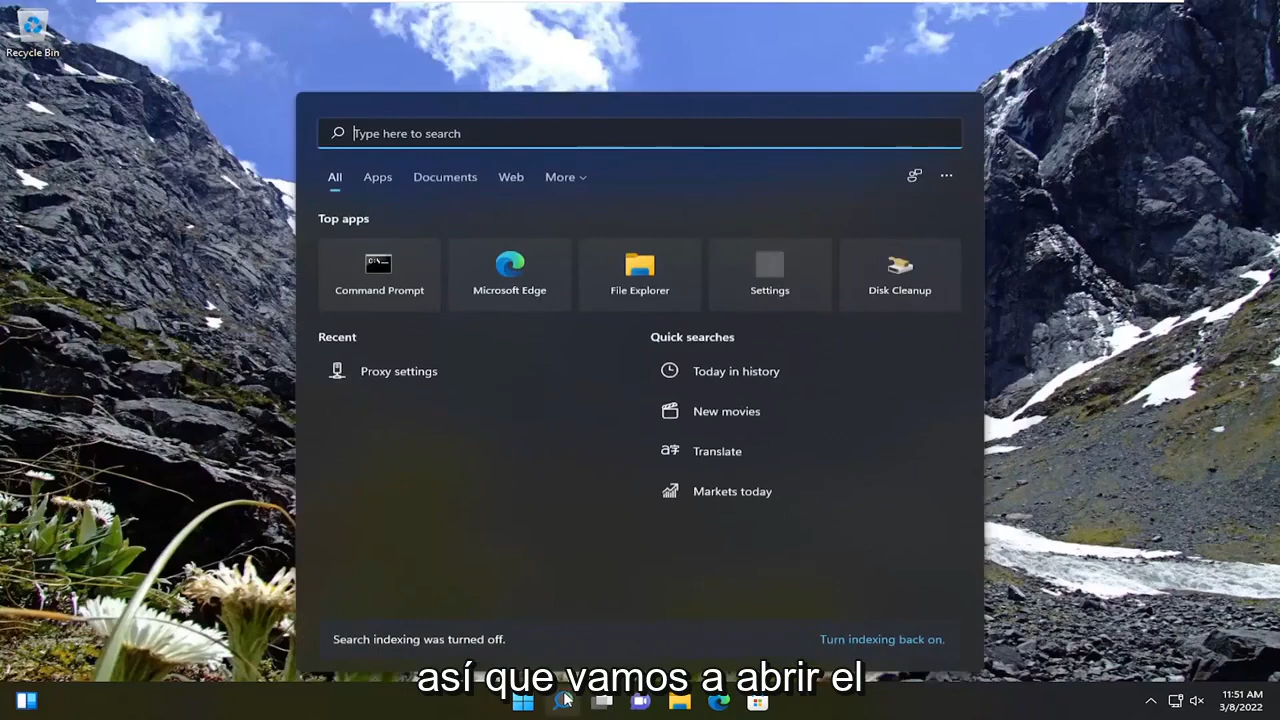 Recycle Bin
Type here to search
All Apps Documents Web More
Top apps
Command Prompt Microsoft Edge File Explorer Settings Disk Cleanup
Recent Quick searches
Proxy settings Today in history
New movies
Translate
Markets today
Search indexing was turned off. Turn indexing back on.
así que vamos a abrir el
11:51 AM
3/8/2022